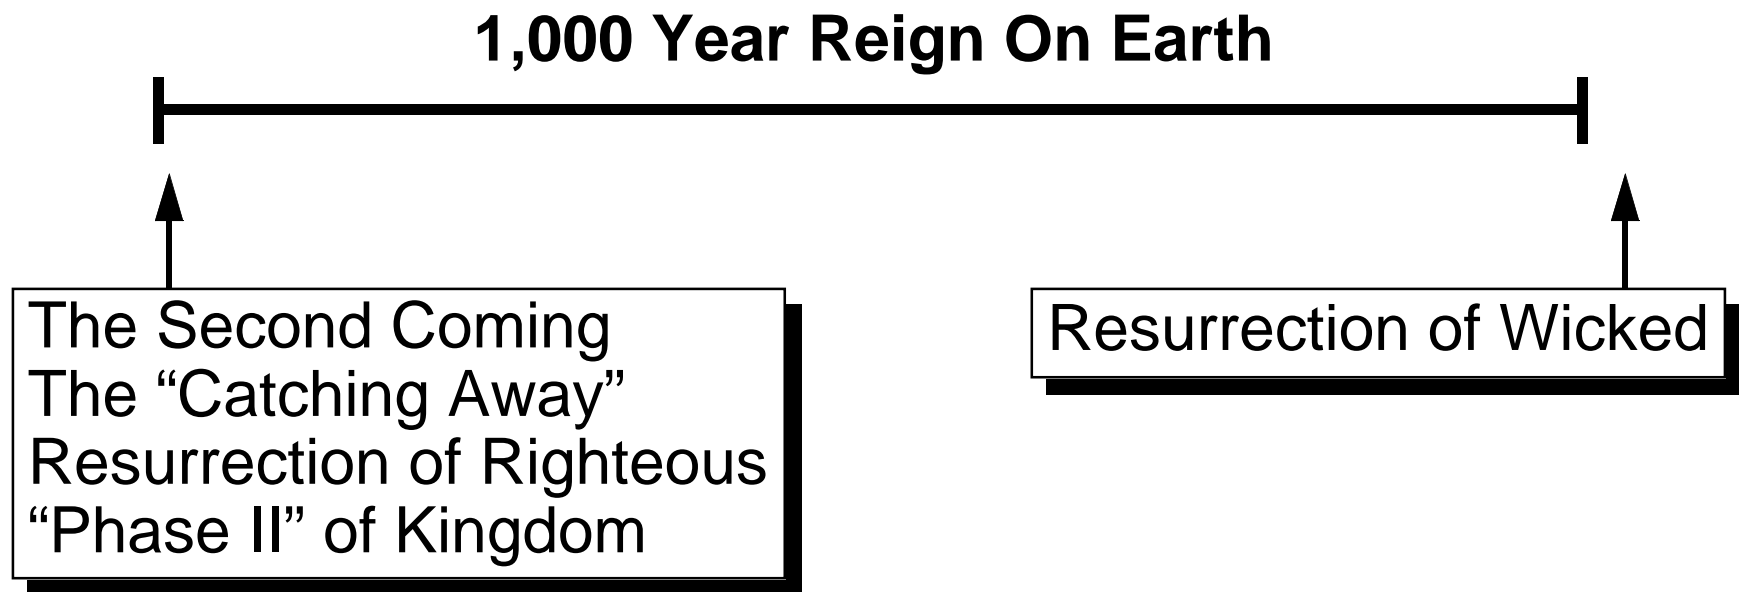 1,000 Year Reign On Earth
The Second Coming
The “Catching Away”
Resurrection of Righteous
“Phase II” of Kingdom
Resurrection of Wicked